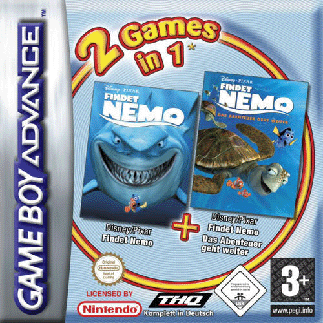 GAME BOY ADVANCE
2 Games
in 1*
DISNEY · PIXAR
FINDET
NEMO
DISNEY · PIXAR
FINDET
NEMO
DAS ABENTEUER GEHT WEITER
Disney/Pixar
Findet Nemo
+
Disney/Pixar
Findet Nemo
Das Abenteuer
geht weiter
LICENSED BY
Nintendo
THQ
Komplett in Deutsch
3+
www.pegi.info